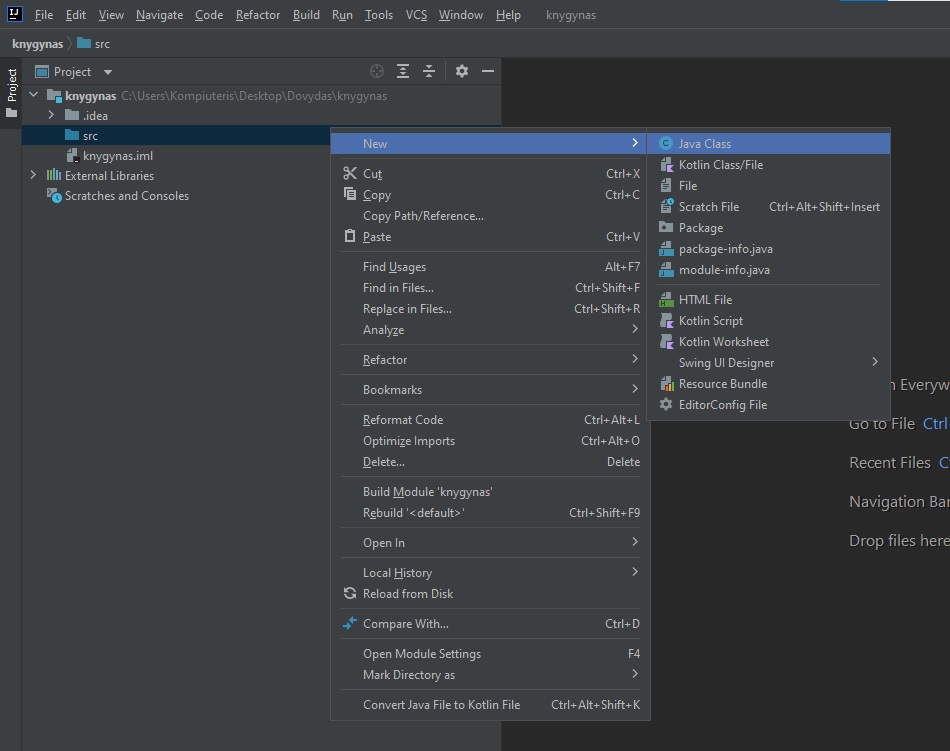 IJ File Edit View Navigate Code Refactor Build Run Tools VCS Window Help knygynas
knygynas src
Project
Project
knygynas C:\Users\Kompiuteris\Desktop\Dovydas\knygynas
.idea
src
knygynas.iml
External Libraries
Scratches and Consoles
New
Cut Ctrl+X
Copy Ctrl+C
Copy Path/Reference...
Paste Ctrl+V
Find Usages Alt+F7
Find in Files... Ctrl+Shift+F
Replace in Files... Ctrl+Shift+R
Analyze
Refactor
Bookmarks
Reformat Code Ctrl+Alt+L
Optimize Imports Ctrl+Alt+O
Delete... Delete
Build Module 'knygynas'
Rebuild '<default>' Ctrl+Shift+F9
Open In
Local History
Reload from Disk
Compare With... Ctrl+D
Open Module Settings F4
Mark Directory as
Convert Java File to Kotlin File Ctrl+Alt+Shift+K
Java Class
Kotlin Class/File
File
Scratch File Ctrl+Alt+Shift+Insert
Package
package-info.java
module-info.java
HTML File
Kotlin Script
Kotlin Worksheet
Swing UI Designer
Resource Bundle
EditorConfig File
Go to File Ctrl
Recent Files
Navigation
Drop files here